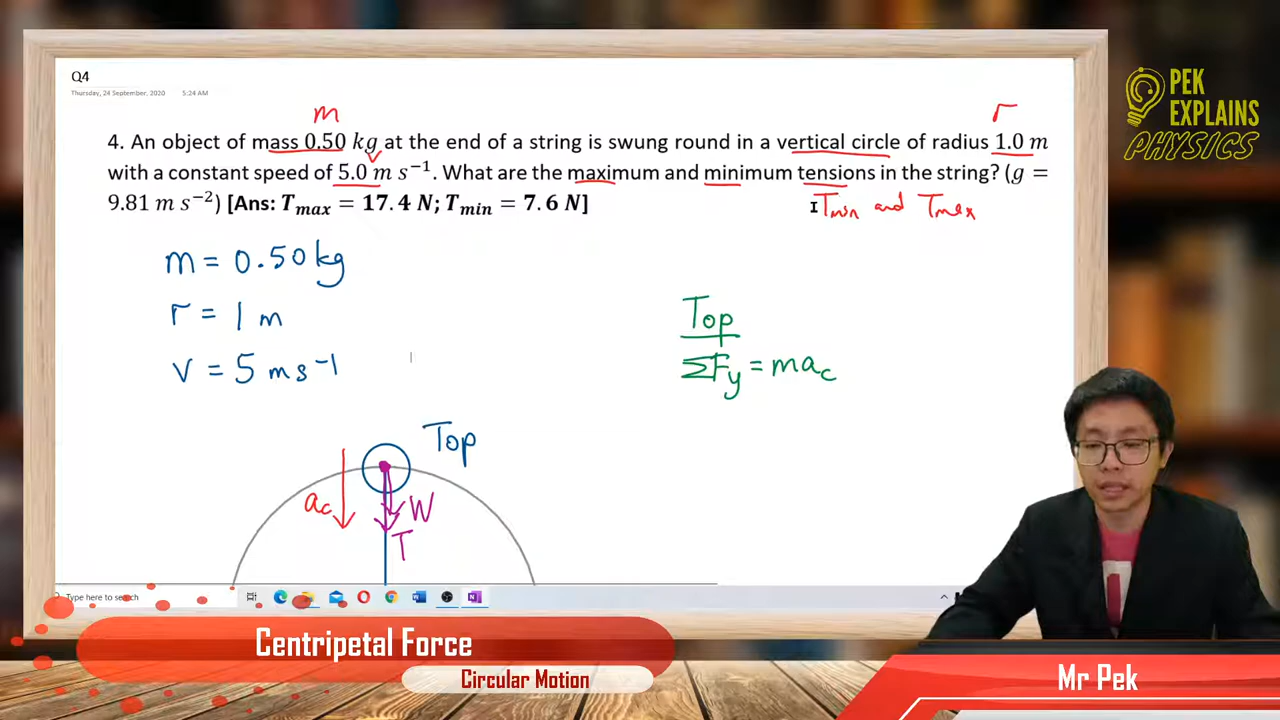 Q4
Thursday, 24 September, 2020 5:24 AM
m
r
4. An object of mass 0.50 kg at the end of a string is swung round in a vertical circle of radius 1.0 m
v
with a constant speed of 5.0 m s⁻¹. What are the maximum and minimum tensions in the string? (g =
9.81 m s⁻²) [Ans: T_max = 17.4 N; T_min = 7.6 N]
Tmin and Tmax
m = 0.50 kg
r = 1 m
v = 5 ms⁻¹
Top
ΣFy = mac
Top
ac
W
T
Type here to search
PEK
EXPLAINS
PHYSICS
Centripetal Force
Circular Motion
Mr Pek